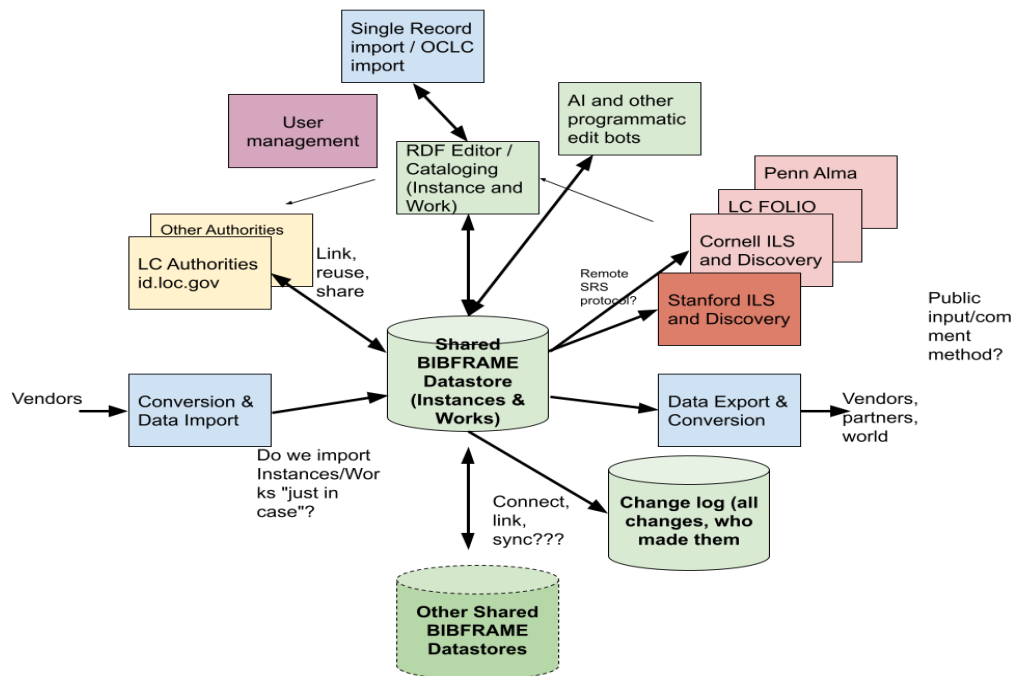 Single Record
import / OCLC
import
User
management
RDF Editor /
Cataloging
(Instance and
Work)
AI and other
programmatic
edit bots
Penn Alma
LC FOLIO
Cornell ILS
and Discovery
Stanford ILS
and Discovery
Other Authorities
LC Authorities
id.loc.gov
Link,
reuse,
share
Remote
SRS
protocol?
Public
input/com
ment
method?
Shared
BIBFRAME
Datastore
(Instances &
Works)
Vendors
Conversion &
Data Import
Data Export &
Conversion
Vendors,
partners,
world
Do we import
Instances/Wor
ks "just in
case"?
Connect,
link,
sync???
Change log (all
changes, who
made them
Other Shared
BIBFRAME
Datastores